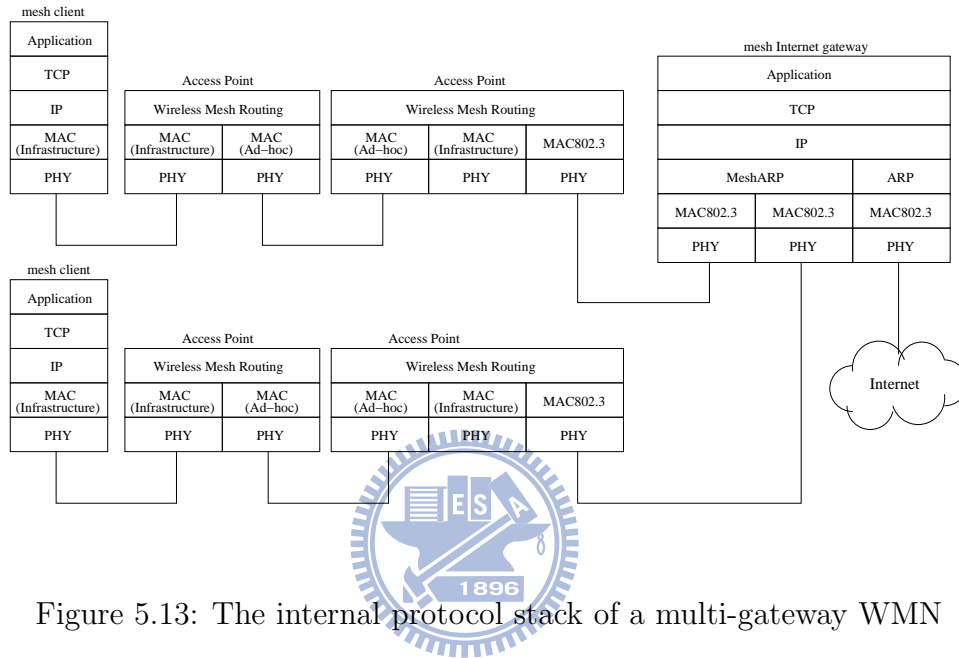 mesh client
Application
TCP
IP
MAC
(Infrastructure)
PHY
Access Point
Wireless Mesh Routing
MAC
(Infrastructure)
MAC
(Ad−hoc)
PHY
PHY
Access Point
Wireless Mesh Routing
MAC
(Ad−hoc)
MAC
(Infrastructure)
MAC802.3
PHY
PHY
PHY
mesh Internet gateway
Application
TCP
IP
MeshARP
ARP
MAC802.3
MAC802.3
MAC802.3
PHY
PHY
PHY
Internet
mesh client
Application
TCP
IP
MAC
(Infrastructure)
PHY
Access Point
Wireless Mesh Routing
MAC
(Infrastructure)
MAC
(Ad−hoc)
PHY
PHY
Access Point
Wireless Mesh Routing
MAC
(Ad−hoc)
MAC
(Infrastructure)
MAC802.3
PHY
PHY
PHY
E S A
1896
Figure 5.13: The internal protocol stack of a multi-gateway WMN